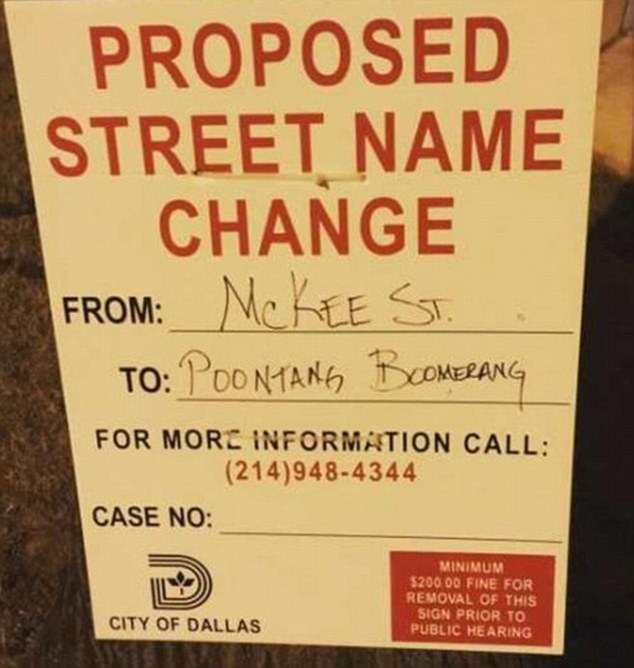 PROPOSED
STREET NAME
CHANGE
FROM: McKEE ST.
TO: POONTANG BOOMERANG
FOR MORE INFORMATION CALL:
(214)948-4344
CASE NO:
CITY OF DALLAS
MINIMUM
$200.00 FINE FOR
REMOVAL OF THIS
SIGN PRIOR TO
PUBLIC HEARING